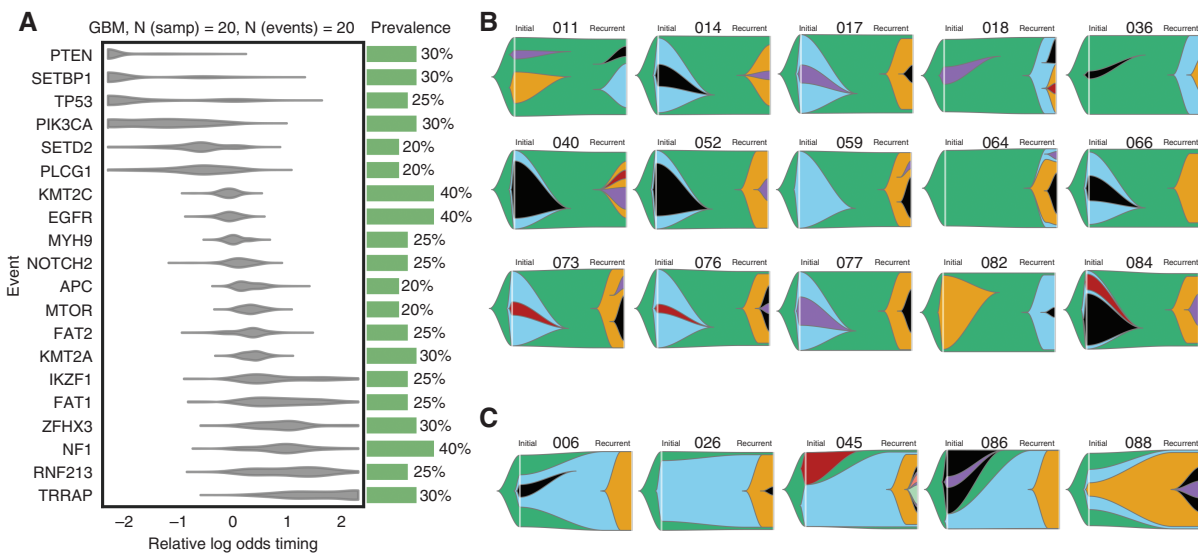 A
GBM, N (samp) = 20, N (events) = 20
Prevalence
Event
PTEN 30%
SETBP1 30%
TP53 25%
PIK3CA 30%
SETD2 20%
PLCG1 20%
KMT2C 40%
EGFR 40%
MYH9 25%
NOTCH2 25%
APC 20%
MTOR 20%
FAT2 25%
KMT2A 30%
IKZF1 25%
FAT1 25%
ZFHX3 30%
NF1 40%
RNF213 25%
TRRAP 30%
−2 −1 0 1 2
Relative log odds timing
B
Initial 011 Recurrent Initial 014 Recurrent Initial 017 Recurrent Initial 018 Recurrent Initial 036 Recurrent
Initial 040 Recurrent Initial 052 Recurrent Initial 059 Recurrent Initial 064 Recurrent Initial 066 Recurrent
Initial 073 Recurrent Initial 076 Recurrent Initial 077 Recurrent Initial 082 Recurrent Initial 084 Recurrent
C
Initial 006 Recurrent Initial 026 Recurrent Initial 045 Recurrent Initial 086 Recurrent Initial 088 Recurrent